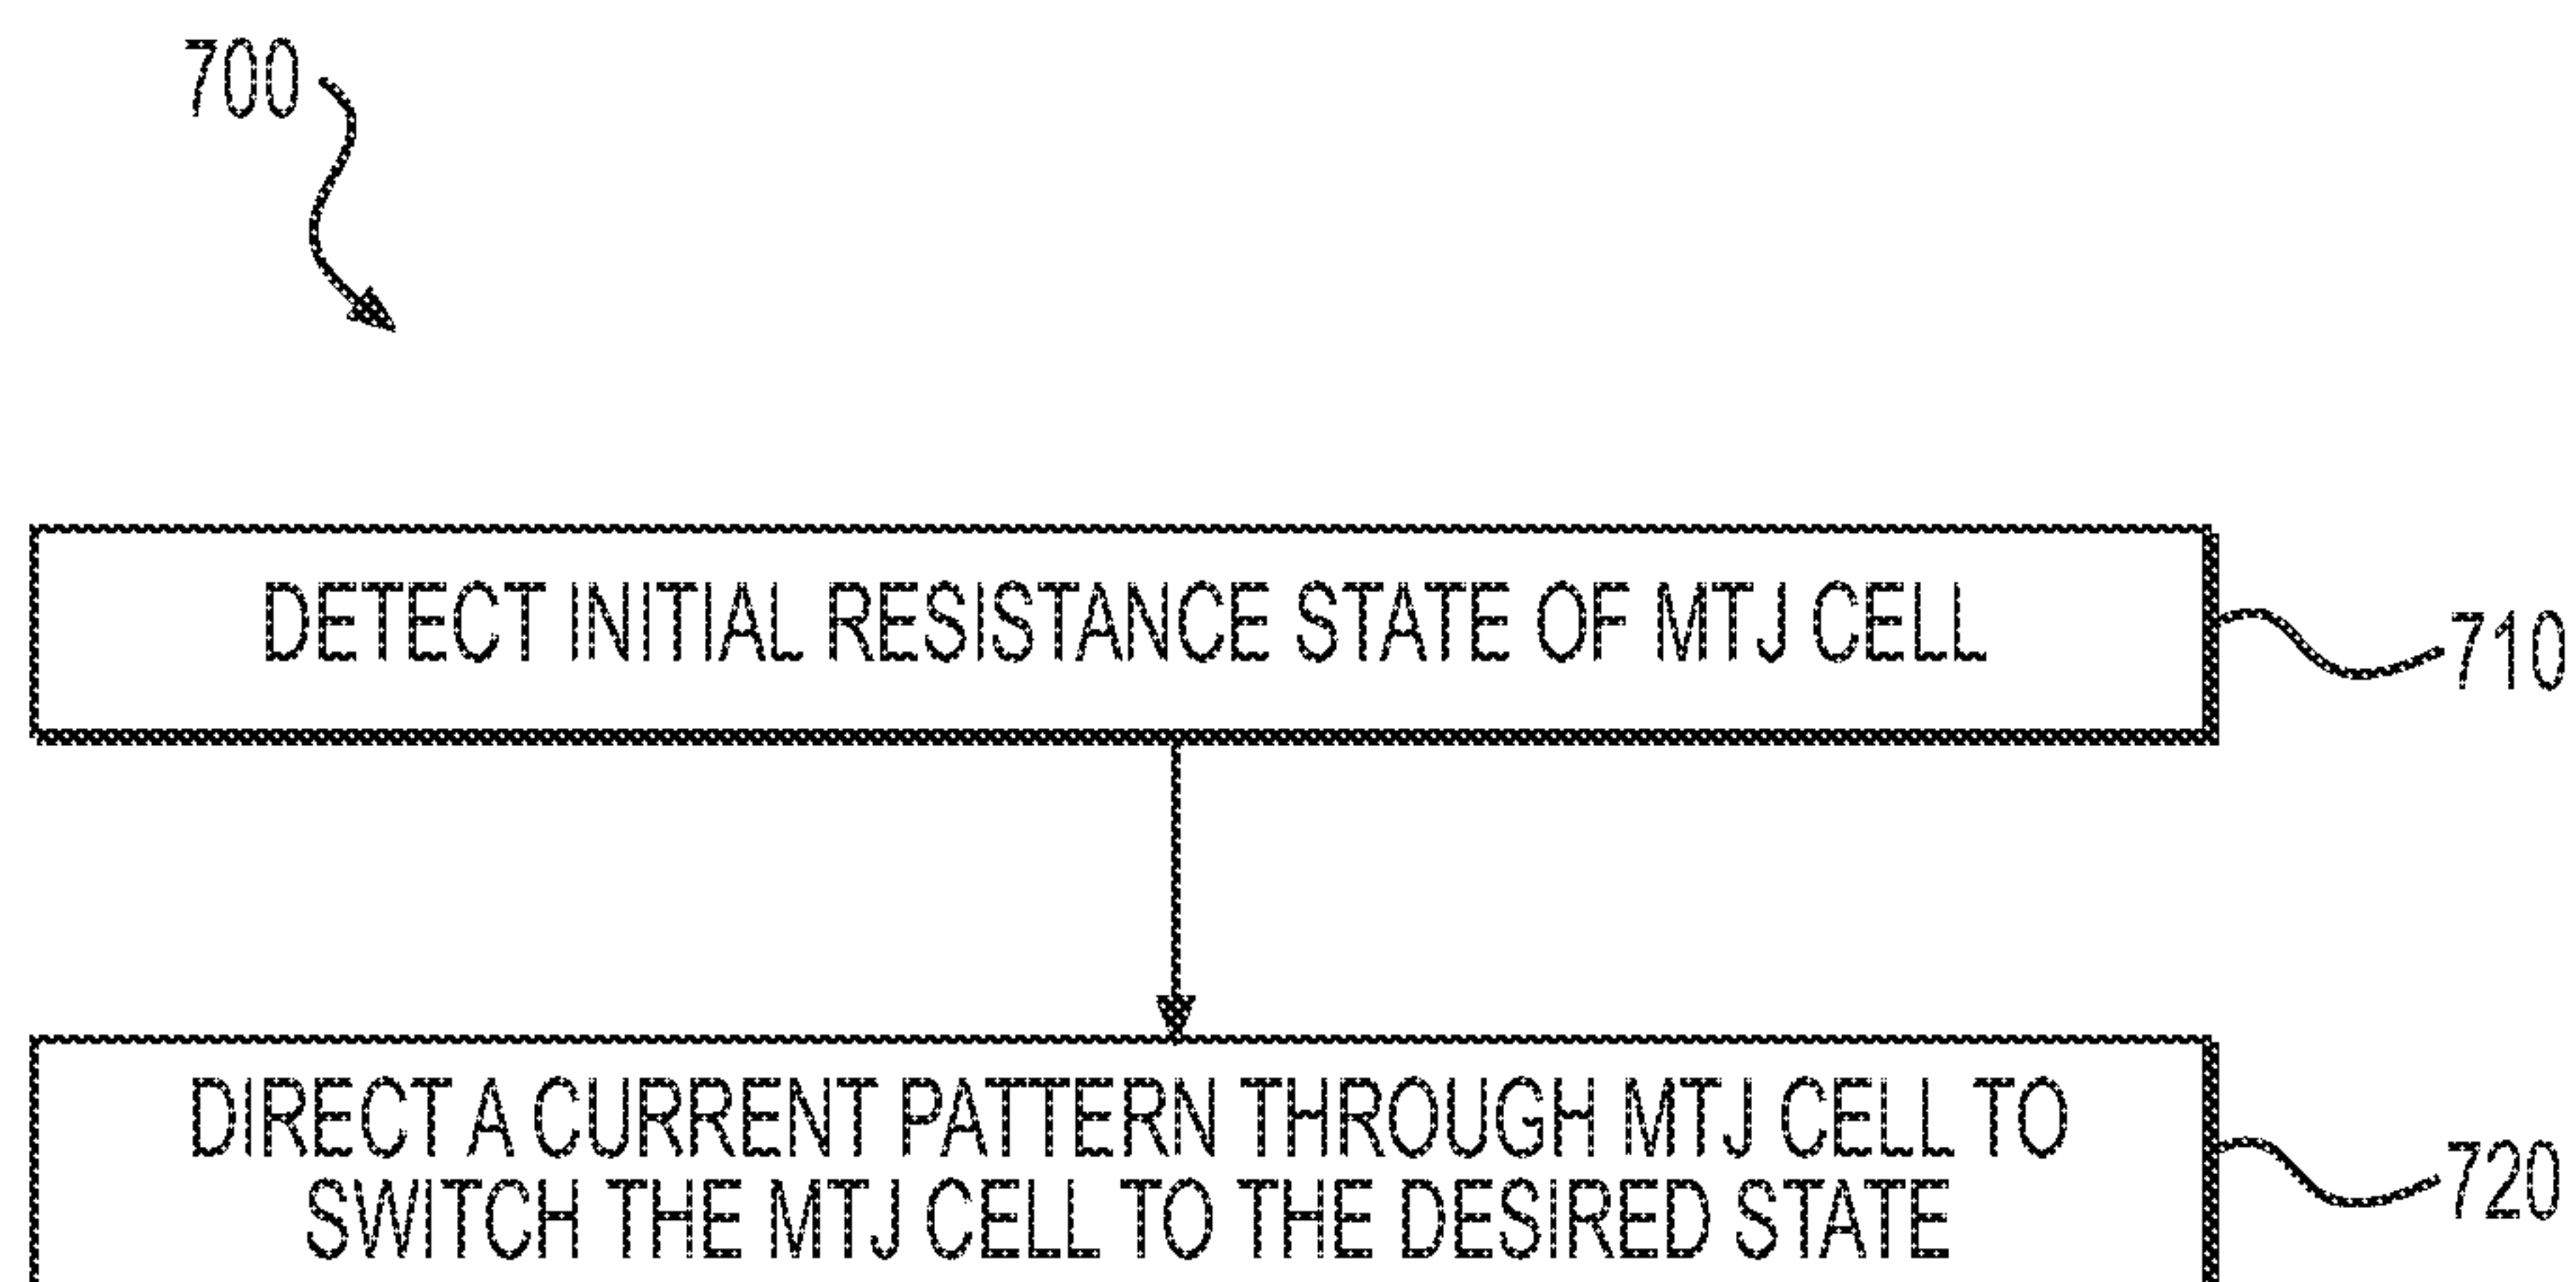 700
DETECT INITIAL RESISTANCE STATE OF MTJ CELL
710
DIRECT A CURRENT PATTERN THROUGH MTJ CELL TO
SWITCH THE MTJ CELL TO THE DESIRED STATE
720